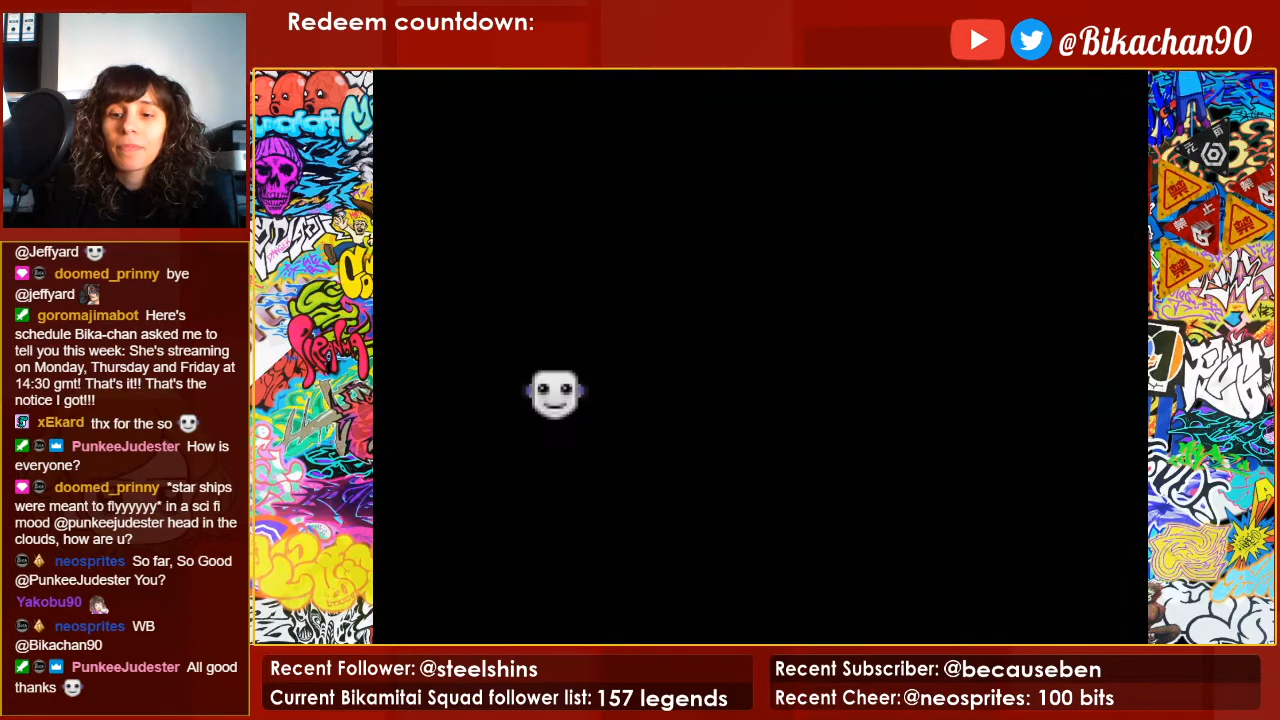 Redeem countdown:
@Bikachan90
@Jeffyard
doomed_prinny bye
@jeffyard
goromajimabot Here's
schedule Bika-chan asked me to
tell you this week: She's streaming
on Monday, Thursday and Friday at
14:30 gmt! That's it!! That's the
notice I got!!!
xEkard thx for the so
PunkeeJudester How is
everyone?
doomed_prinny *star ships
were meant to flyyyyyy* in a sci fi
mood @punkeejudester head in the
clouds, how are u?
neosprites So far, So Good
@PunkeeJudester You?
Yakobu90
neosprites WB
@Bikachan90
PunkeeJudester All good
thanks
Recent Follower: @steelshins
Current Bikamitai Squad follower list: 157 legends
Recent Subscriber: @becauseben
Recent Cheer: @neosprites: 100 bits